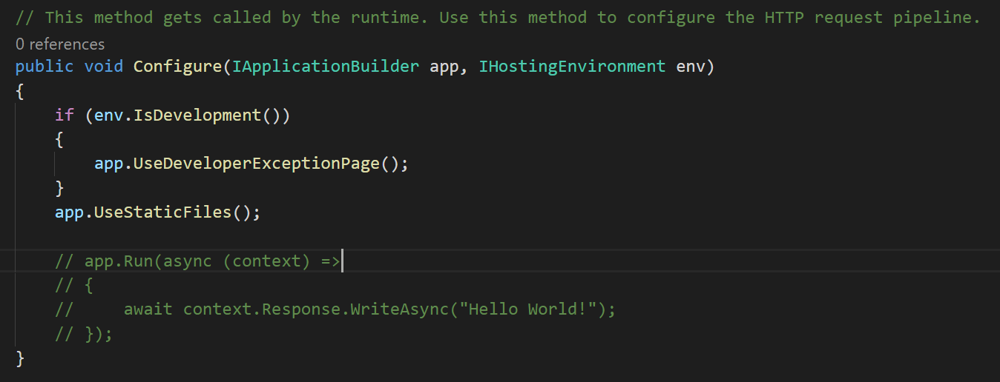 // This method gets called by the runtime. Use this method to configure the HTTP request pipeline.
0 references
public void Configure(IApplicationBuilder app, IHostingEnvironment env)
{
    if (env.IsDevelopment())
    {
        app.UseDeveloperExceptionPage();
    }
    app.UseStaticFiles();

    // app.Run(async (context) =>
    // {
    //     await context.Response.WriteAsync("Hello World!");
    // });
}